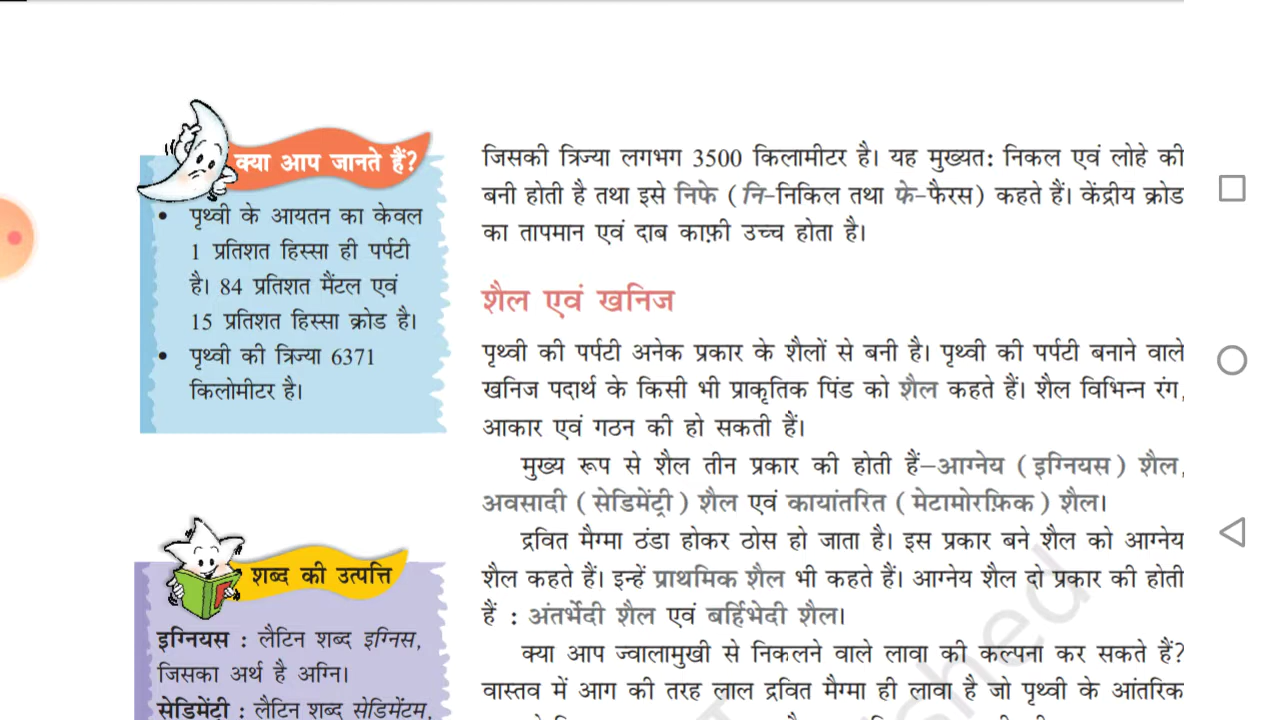 क्या आप जानते हैं?
• पृथ्वी के आयतन का केवल
1 प्रतिशत हिस्सा ही पर्पटी
है। 84 प्रतिशत मैंटल एवं
15 प्रतिशत हिस्सा क्रोड है।
• पृथ्वी की त्रिज्या 6371
किलोमीटर है।
शब्द की उत्पत्ति
इग्नियस : लैटिन शब्द इग्निस,
जिसका अर्थ है अग्नि।
सेडिमेंट्री : लैटिन शब्द सेडिमेंटम,
जिसकी त्रिज्या लगभग 3500 किलामीटर है। यह मुख्यत: निकल एवं लोहे की
बनी होती है तथा इसे निफे (नि-निकिल तथा फे-फैरस) कहते हैं। केंद्रीय क्रोड
का तापमान एवं दाब काफ़ी उच्च होता है।
शैल एवं खनिज
पृथ्वी की पर्पटी अनेक प्रकार के शैलों से बनी है। पृथ्वी की पर्पटी बनाने वाले
खनिज पदार्थ के किसी भी प्राकृतिक पिंड को शैल कहते हैं। शैल विभिन्न रंग,
आकार एवं गठन की हो सकती हैं।
मुख्य रूप से शैल तीन प्रकार की होती हैं–आग्नेय (इग्नियस) शैल,
अवसादी (सेडिमेंट्री) शैल एवं कायांतरित (मेटामोरफ़िक) शैल।
द्रवित मैग्मा ठंडा होकर ठोस हो जाता है। इस प्रकार बने शैल को आग्नेय
शैल कहते हैं। इन्हें प्राथमिक शैल भी कहते हैं। आग्नेय शैल दो प्रकार की होती
हैं : अंतर्भेदी शैल एवं बर्हिभेदी शैल।
क्या आप ज्वालामुखी से निकलने वाले लावा की कल्पना कर सकते हैं?
वास्तव में आग की तरह लाल द्रवित मैग्मा ही लावा है जो पृथ्वी के आंतरिक